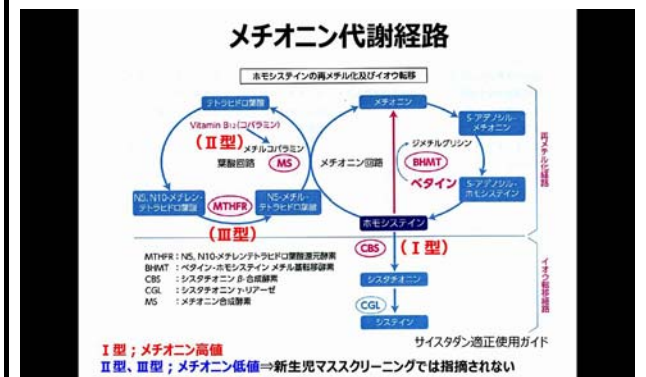 メチオニン代謝経路
ホモシステインの再メチル化及びイオウ転移
テトラヒドロ葉酸
メチオニン
Vitamin B12(コバラミン)
(Ⅱ型)
メチルコバラミン
MS
葉酸回路
メチオニン回路
S-アデノシル-
メチオニン
ジメチルグリシン
BHMT
ベタイン
再メチル化経路
N5, N10-メチレン-
テトラヒドロ葉酸
MTHFR
N5-メチル-
テトラヒドロ葉酸
S-アデノシル-
ホモシステイン
(Ⅲ型)
ホモシステイン
CBS
(Ⅰ型)
MTHFR : N5, N10-メチレンテトラヒドロ葉酸還元酵素
BHMT : ベタイン-ホモシステイン メチル基転移酵素
CBS : シスタチオニン β-合成酵素
CGL : シスタチオニン γ-リアーゼ
MS : メチオニン合成酵素
シスタチオニン
CGL
システイン
イオウ転移経路
サイスタダン適正使用ガイド
Ⅰ型;メチオニン高値
Ⅱ型、Ⅲ型;メチオニン低値⇒新生児マススクリーニングでは指摘されない